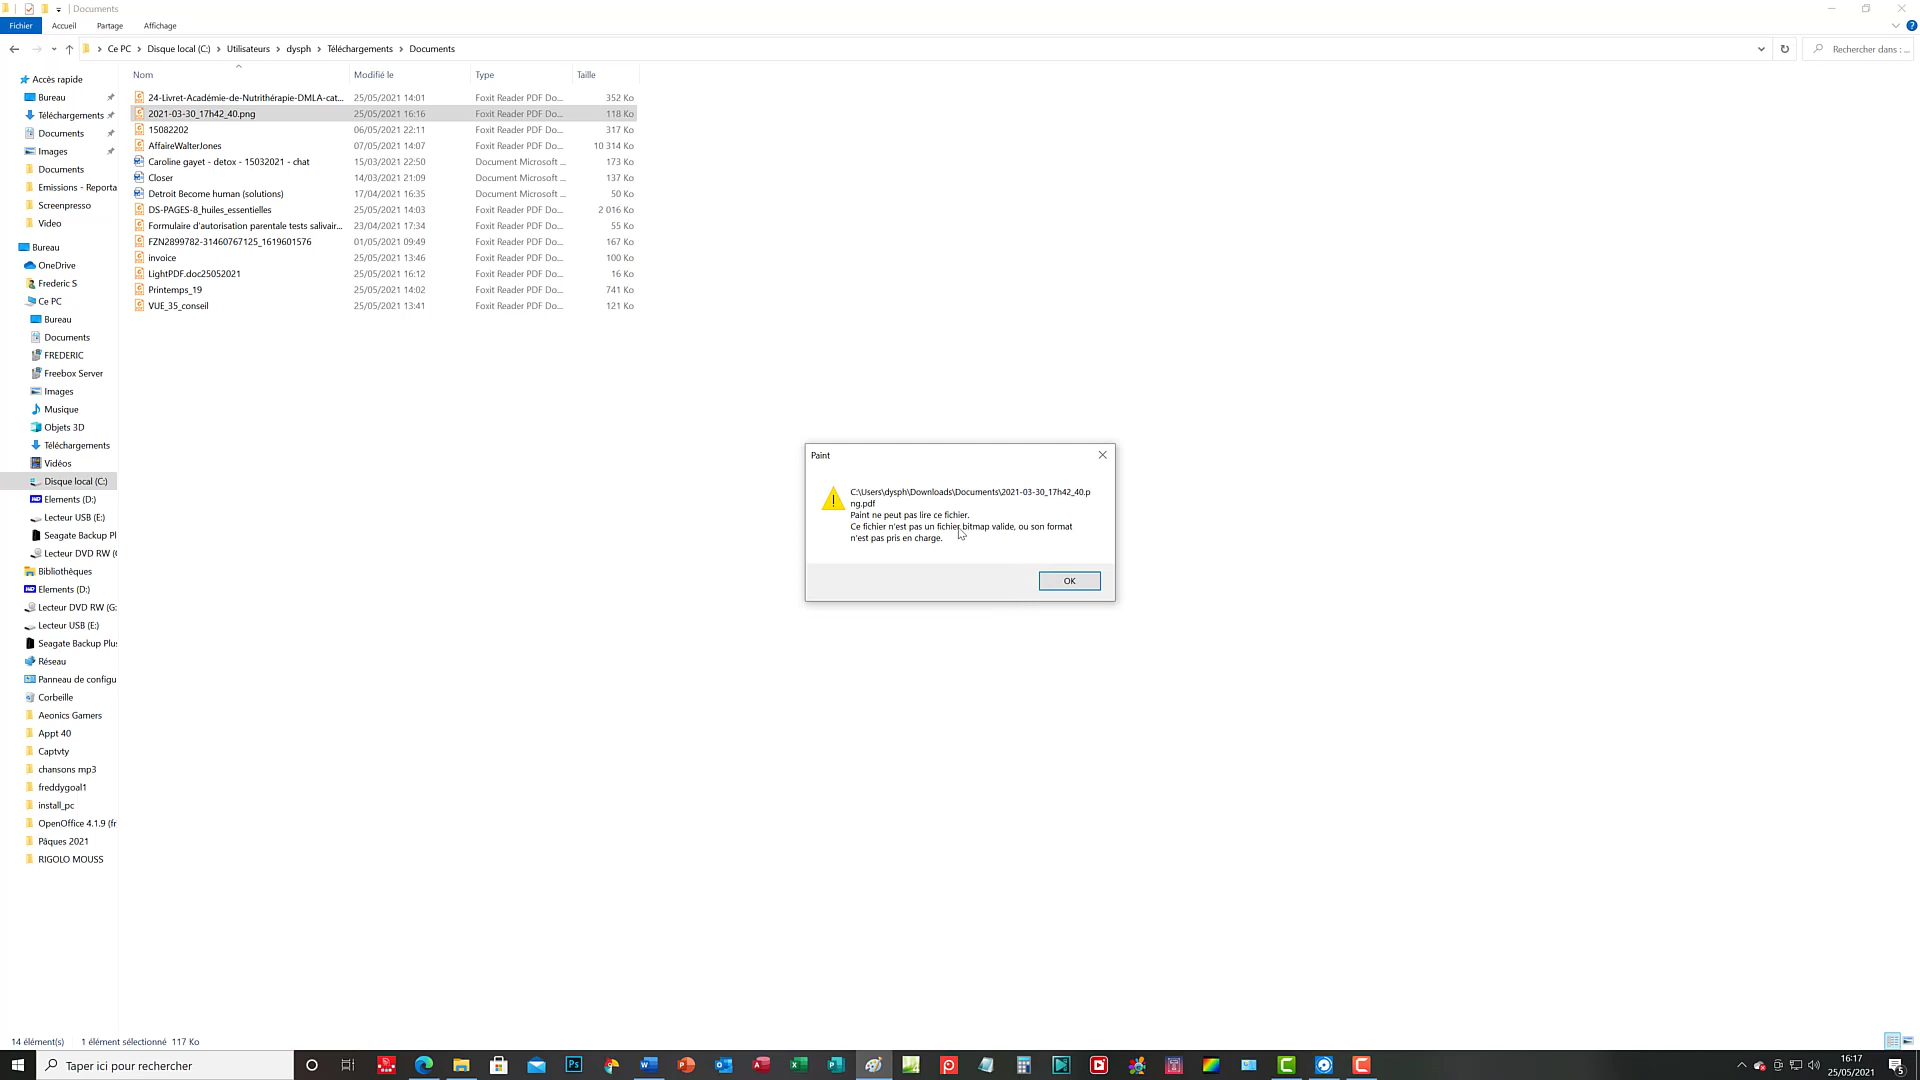 Documents
Fichier Accueil Partage Affichage
Ce PC Disque local (C:) Utilisateurs dysph Téléchargements Documents
Rechercher dans : ...
Nom Modifié le Type Taille
24-Livret-Académie-de-Nutrithérapie-DMLA-cat... 25/05/2021 14:01 Foxit Reader PDF Do... 352 Ko
2021-03-30_17h42_40.png 25/05/2021 16:16 Foxit Reader PDF Do... 118 Ko
15082202 06/05/2021 22:11 Foxit Reader PDF Do... 317 Ko
AffaireWalterJones 07/05/2021 14:07 Foxit Reader PDF Do... 10 314 Ko
Caroline gayet - detox - 15032021 - chat 15/03/2021 22:50 Document Microsoft ... 173 Ko
Closer 14/03/2021 21:09 Document Microsoft ... 137 Ko
Detroit Become human (solutions) 17/04/2021 16:35 Document Microsoft ... 50 Ko
DS-PAGES-8_huiles_essentielles 25/05/2021 14:03 Foxit Reader PDF Do... 2 016 Ko
Formulaire d'autorisation parentale tests salivair... 23/04/2021 17:34 Foxit Reader PDF Do... 55 Ko
FZN2899782-31460767125_1619601576 01/05/2021 09:49 Foxit Reader PDF Do... 167 Ko
invoice 25/05/2021 13:46 Foxit Reader PDF Do... 100 Ko
LightPDF.doc25052021 25/05/2021 16:12 Foxit Reader PDF Do... 16 Ko
Printemps_19 25/05/2021 14:02 Foxit Reader PDF Do... 741 Ko
VUE_35_conseil 25/05/2021 13:41 Foxit Reader PDF Do... 121 Ko
Accès rapide
Bureau
Téléchargements
Documents
Images
Documents
Emissions - Reporta
Screenpresso
Video
Bureau
OneDrive
Frederic S
Ce PC
Bureau
Documents
FREDERIC
Freebox Server
Images
Musique
Objets 3D
Téléchargements
Vidéos
Disque local (C:)
Elements (D:)
Lecteur USB (E:)
Seagate Backup Pl
Lecteur DVD RW (
Bibliothèques
Elements (D:)
Lecteur DVD RW (G:
Lecteur USB (E:)
Seagate Backup Plus
Réseau
Panneau de configu
Corbeille
Aeonics Gamers
Appt 40
Captvty
chansons mp3
freddygoal1
install_pc
OpenOffice 4.1.9 (fr
Pâques 2021
RIGOLO MOUSS
Paint
C:\Users\dysph\Downloads\Documents\2021-03-30_17h42_40.p
ng.pdf
Paint ne peut pas lire ce fichier.
Ce fichier n'est pas un fichier bitmap valide, ou son format
n'est pas pris en charge.
OK
14 élément(s) 1 élément sélectionné 117 Ko
Taper ici pour rechercher
16:17
25/05/2021
5